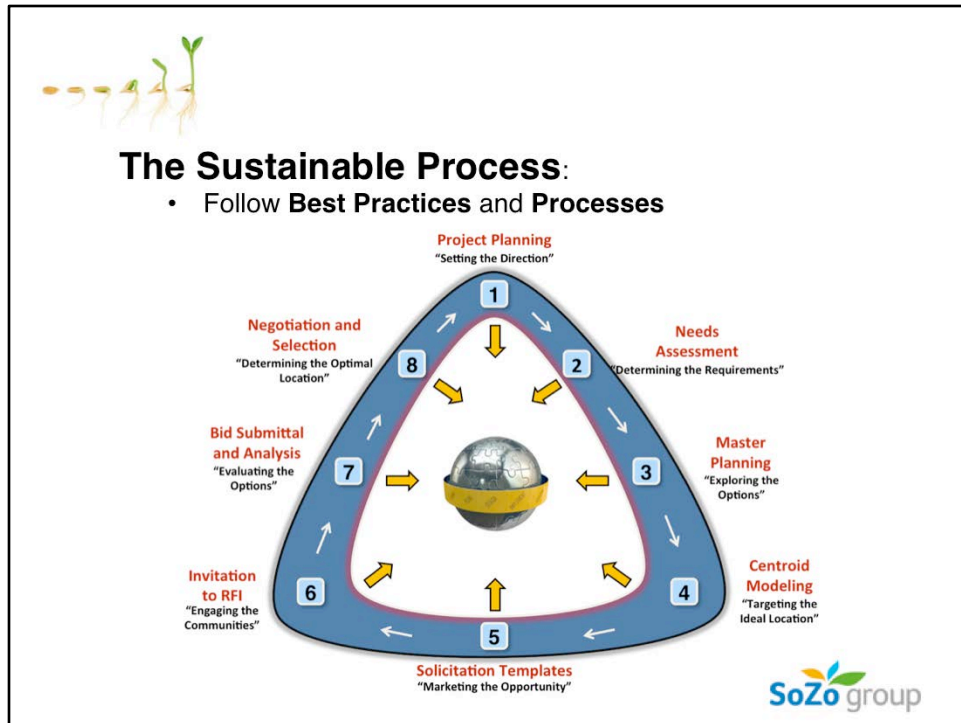 The Sustainable Process:
• Follow Best Practices and Processes
Project Planning
“Setting the Direction”
1
Negotiation and
Selection
“Determining the Optimal
Location”
8
2
Needs
Assessment
“Determining the Requirements”
Bid Submittal
and Analysis
“Evaluating the
Options”
7
3
Master
Planning
“Exploring the
Options”
Invitation
to RFI
“Engaging the
Communities”
6
4
Centroid
Modeling
“Targeting the
Ideal Location”
5
Solicitation Templates
“Marketing the Opportunity”
SoZo group